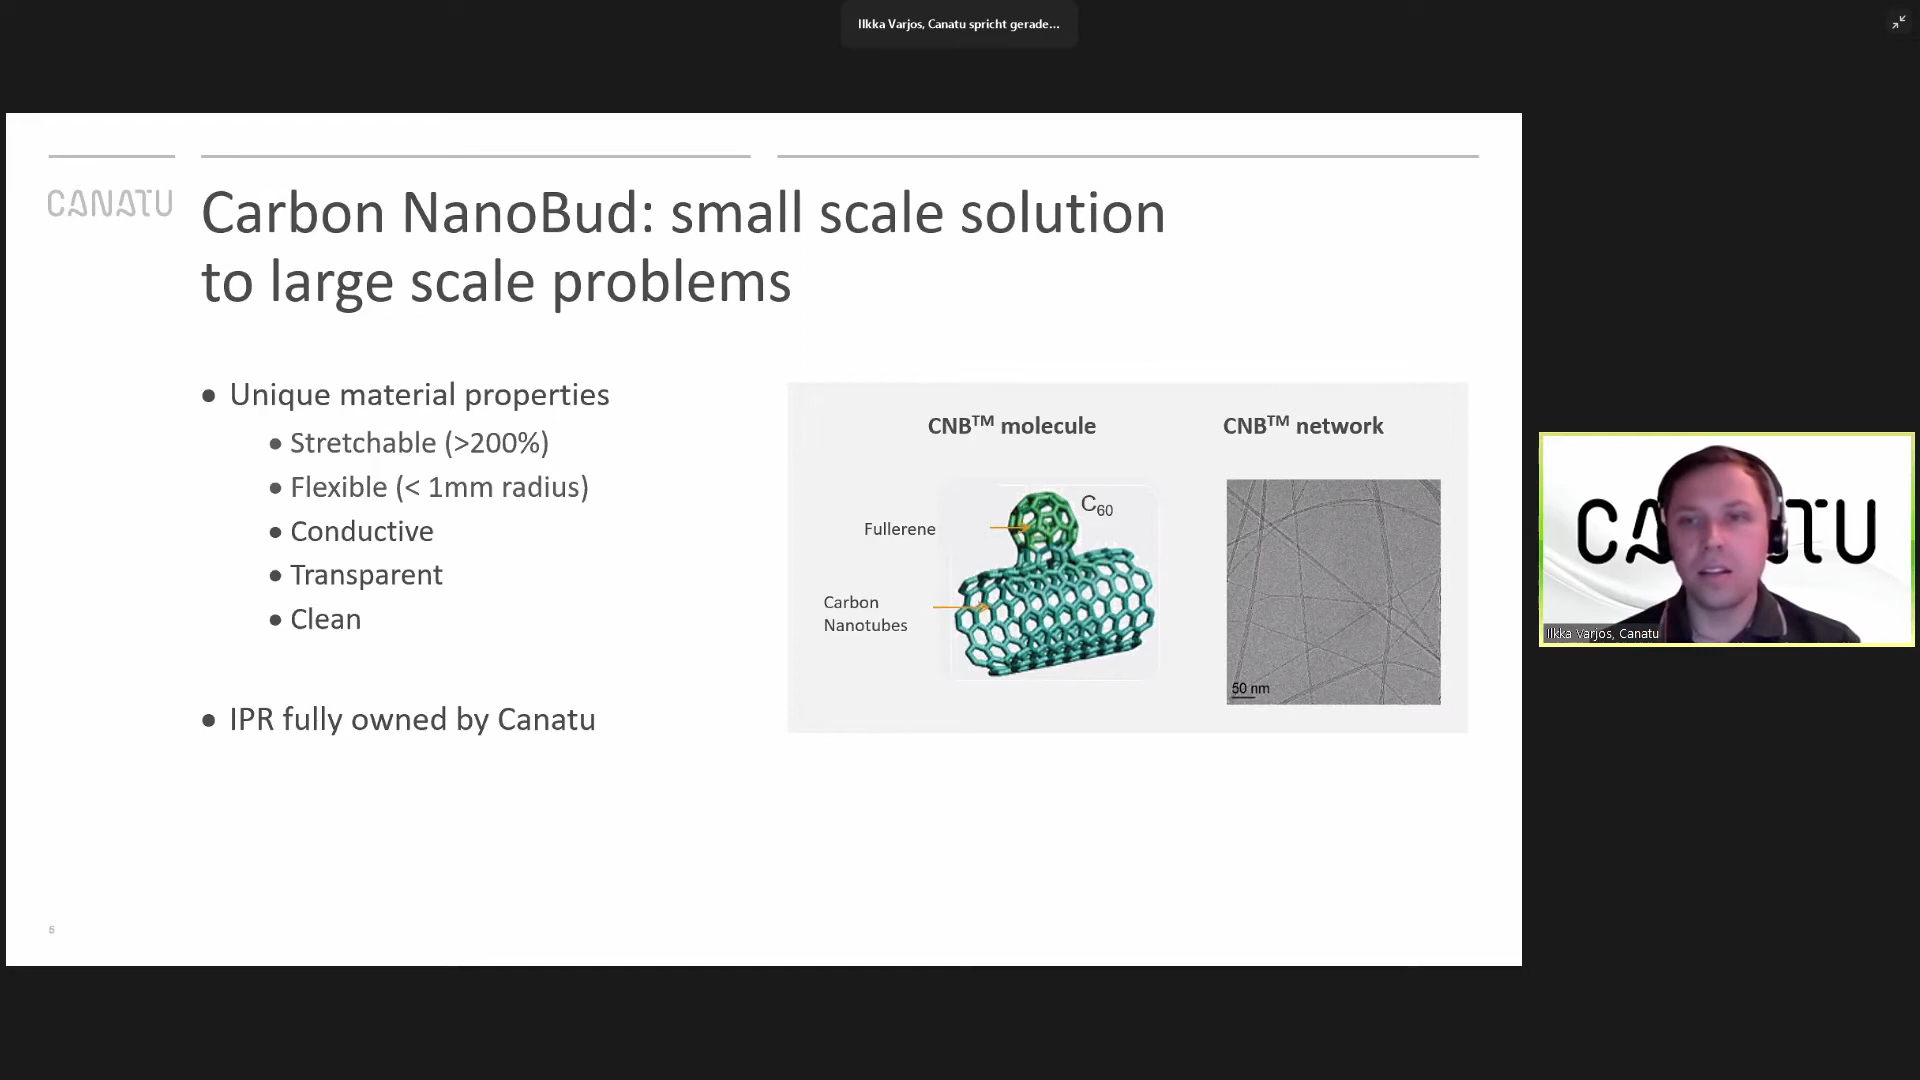 Ilkka Varjos, Canatu spricht gerade...
CANATU
Carbon NanoBud: small scale solution
to large scale problems
• Unique material properties
• Stretchable (>200%)
• Flexible (< 1mm radius)
• Conductive
• Transparent
• Clean
• IPR fully owned by Canatu
CNB™ molecule
CNB™ network
C₆₀
Fullerene
Carbon
Nanotubes
50 nm
5
CANATU
Ilkka Varjos, Canatu